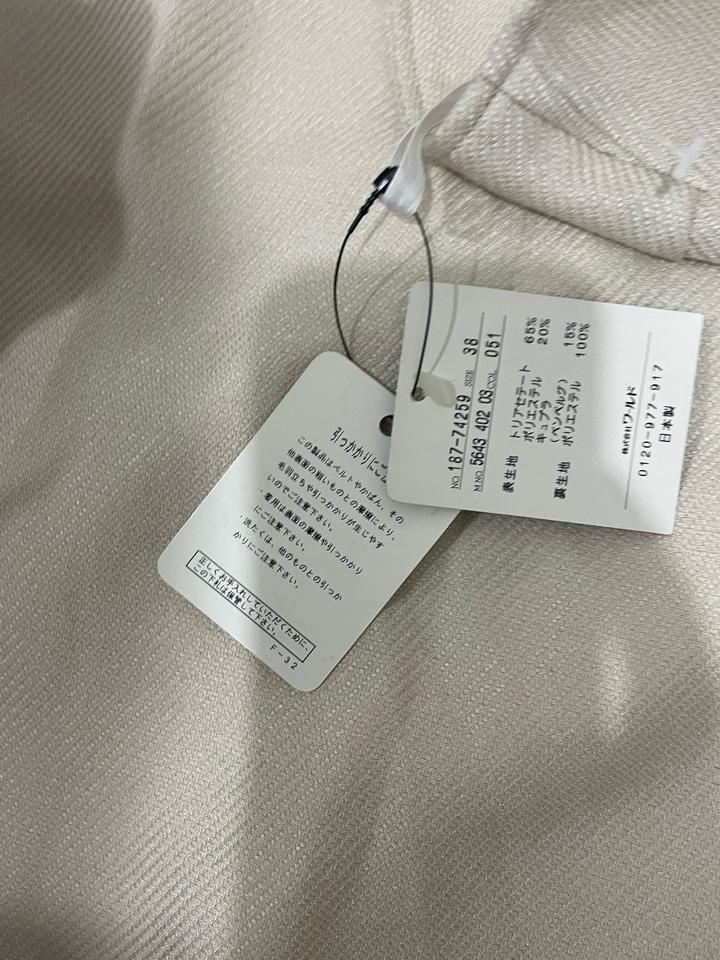 引っかかりにご
この製品はベルトやかばん、その
他表面の粗いものとの摩擦により、
毛羽立ちや引っかかりが生じやす
いのでご注意下さい。
・着用は表面の摩擦や引っかかり
にご注意下さい。
・洗たくは、他のものとの引っか
かりにご注意下さい。
正しくお手入れしていただくために、
この下札は保管して下さい。
F-32
NO 187-74259 SIZE 38
M.NO 5643 402 03 COL 051
表生地 トリアセテート 65%
ポリエステル 20%
キュプラ
(ベンベルグ) 15%
裏生地 ポリエステル 100%
株式会社ワールド
0120-977-917
日本製